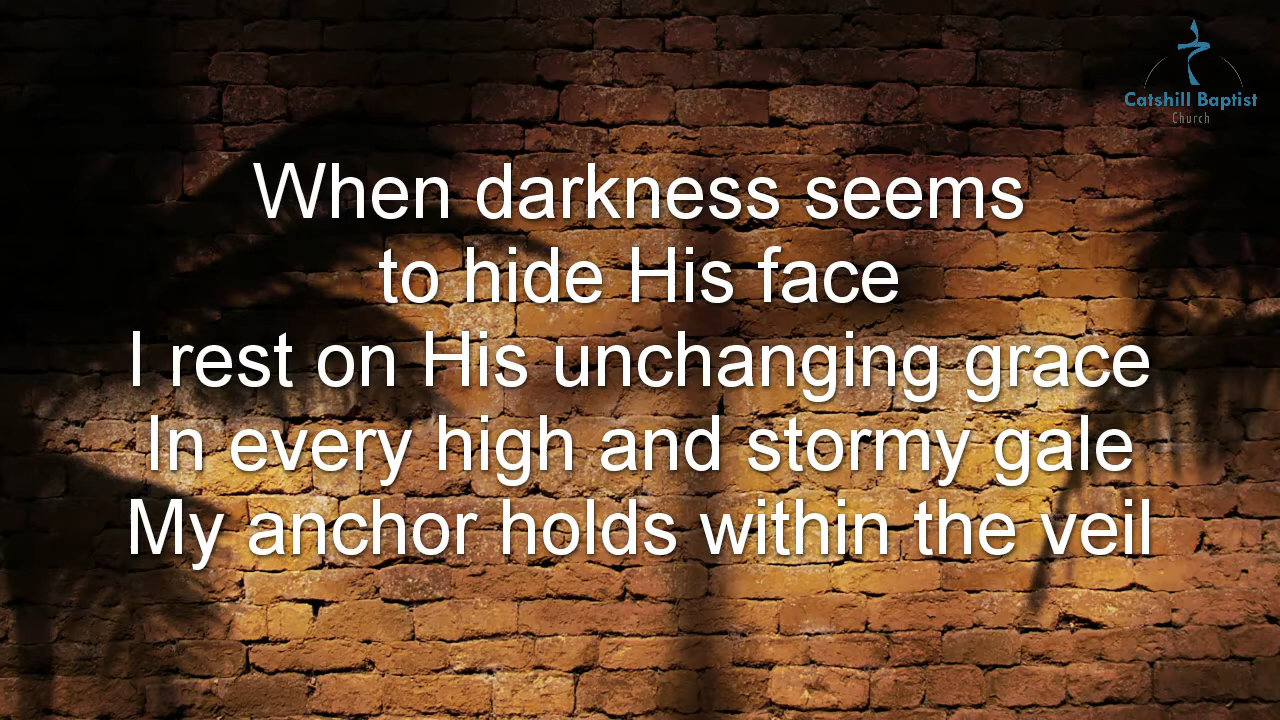 Catshill Baptist
Church
When darkness seems
to hide His face
I rest on His unchanging grace
In every high and stormy gale
My anchor holds within the veil